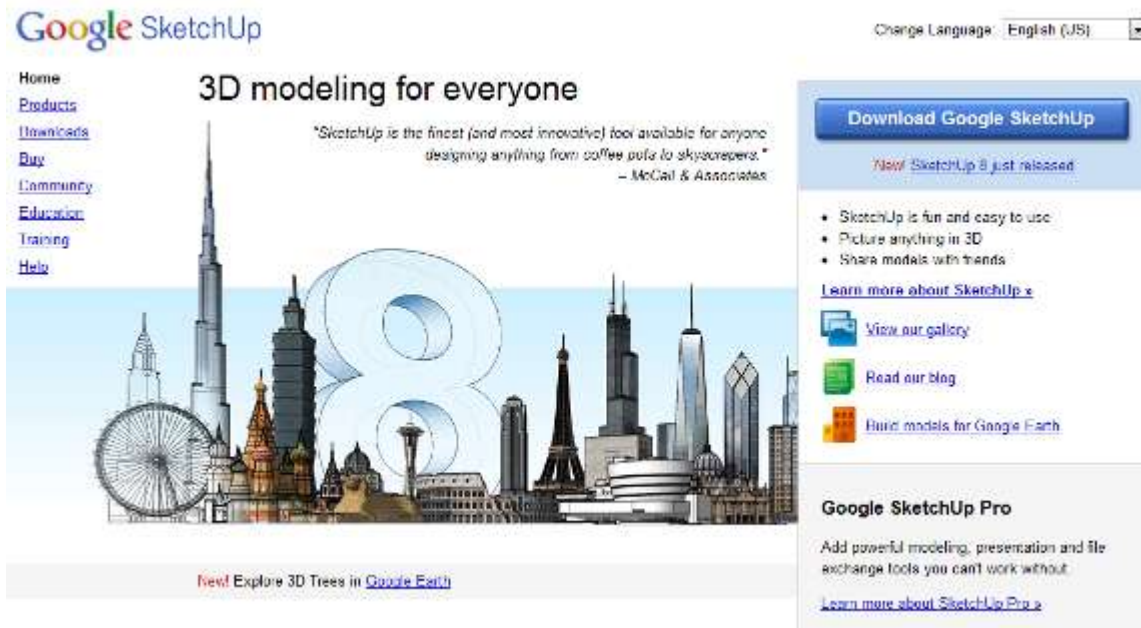 Google SketchUp
Change Language: English (US)
Home
Products
Downloads
Buy
Community
Education
Training
Help
3D modeling for everyone
"SketchUp is the finest (and most innovative) tool available for anyone
designing anything from coffee pots to skyscrapers."
– McCall & Associates
8
Download Google SketchUp
New! SketchUp 8 just released
• SketchUp is fun and easy to use
• Picture anything in 3D
• Share models with friends
Learn more about SketchUp »
View our gallery
Read our blog
Build models for Google Earth
Google SketchUp Pro
Add powerful modeling, presentation and file
exchange tools you can't work without.
Learn more about SketchUp Pro »
New! Explore 3D Trees in Google Earth